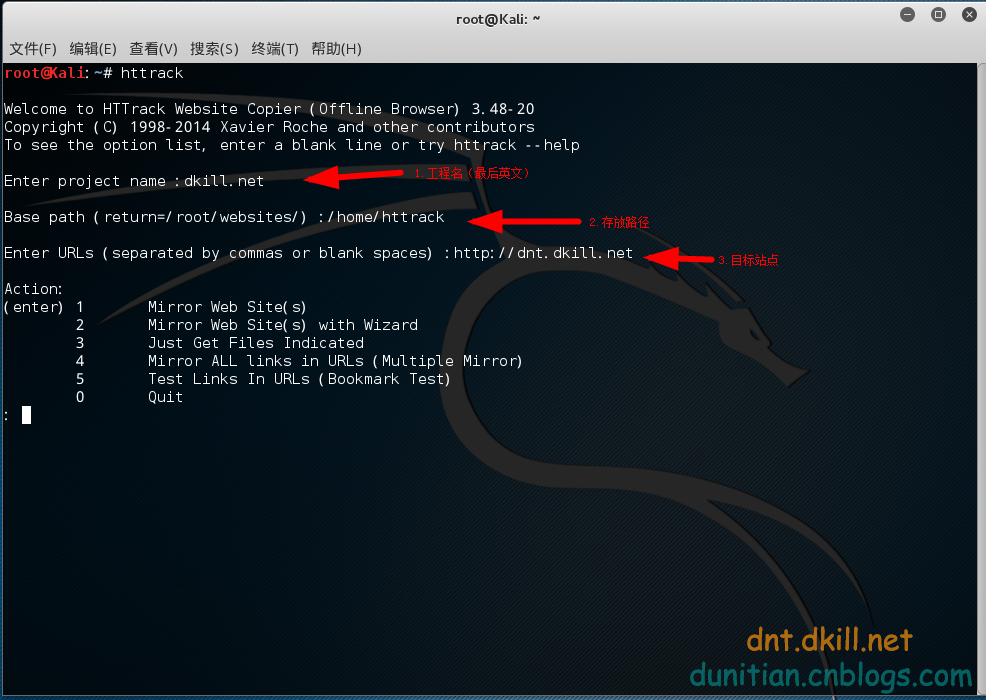 root@Kali: ~
文件(F) 编辑(E) 查看(V) 搜索(S) 终端(T) 帮助(H)
root@Kali:~# httrack
Welcome to HTTrack Website Copier (Offline Browser) 3.48-20
Copyright (C) 1998-2014 Xavier Roche and other contributors
To see the option list, enter a blank line or try httrack --help
Enter project name :dkill.net
1.工程名（最后英文）
Base path (return=/root/websites/) :/home/httrack
2.存放路径
Enter URLs (separated by commas or blank spaces) :http://dnt.dkill.net
3.目标站点
Action:
(enter) 1 Mirror Web Site(s)
2 Mirror Web Site(s) with Wizard
3 Just Get Files Indicated
4 Mirror ALL links in URLs (Multiple Mirror)
5 Test Links In URLs (Bookmark Test)
0 Quit
:
dnt.dkill.net
dunitian.cnblogs.com